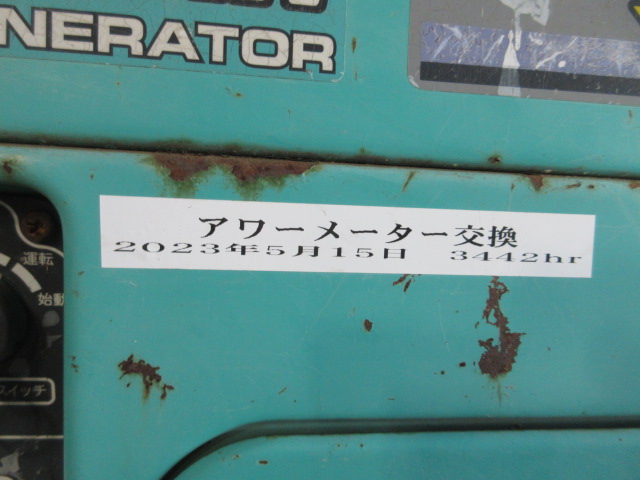 NERATOR
アワーメーター交換
2023年5月15日 3442hr
運転
始動
スイッチ